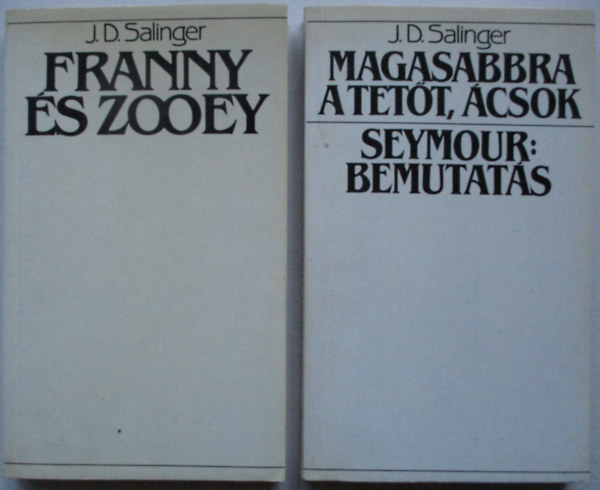 J. D. Salinger
FRANNY
ÉS ZOOEY
J. D. Salinger
MAGASABBRA
A TETŐT, ÁCSOK
SEYMOUR:
BEMUTATÁS